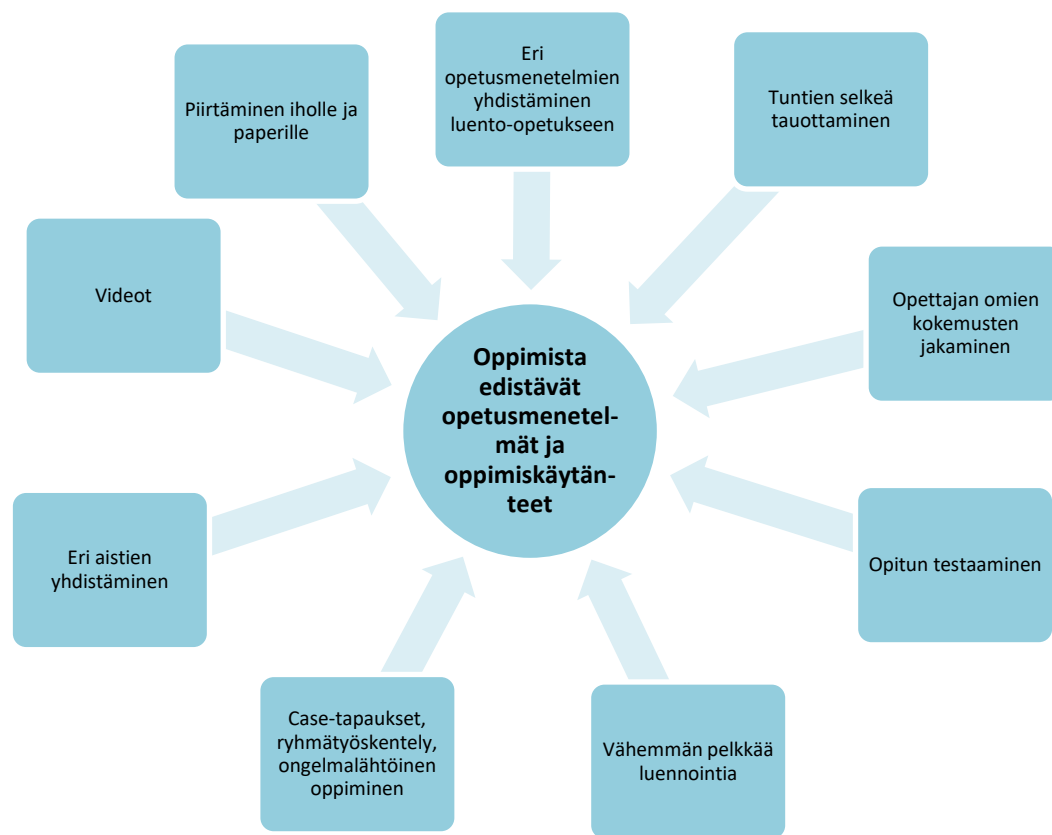 Eri
opetusmenetelmien
yhdistäminen
luento-opetukseen
Tuntien selkeä
tauottaminen
Opettajan omien
kokemusten
jakaminen
Opitun testaaminen
Vähemmän pelkkää
luennointia
Case-tapaukset,
ryhmätyöskentely,
ongelmalähtöinen
oppiminen
Eri aistien
yhdistäminen
Videot
Piirtäminen iholle ja
paperille
Oppimista
edistävät
opetusmenetel-
mät ja
oppimiskäytän-
teet